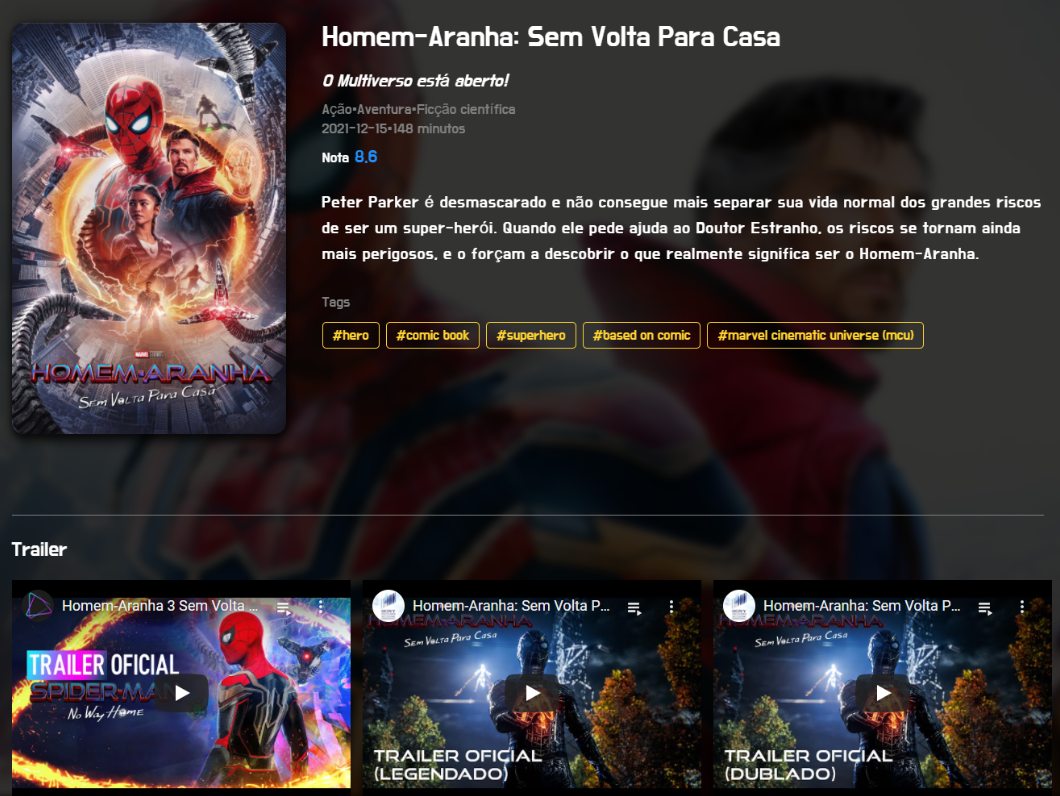 Homem-Aranha: Sem Volta Para Casa
O Multiverso está aberto!
Ação•Aventura•Ficção científica
2021-12-15•148 minutos
Nota 8.6
Peter Parker é desmascarado e não consegue mais separar sua vida normal dos grandes riscos
de ser um super-herói. Quando ele pede ajuda ao Doutor Estranho, os riscos se tornam ainda
mais perigosos, e o forçam a descobrir o que realmente significa ser o Homem-Aranha.
Tags
#hero #comic book #superhero #based on comic #marvel cinematic universe (mcu)
MARVEL STUDIOS
HOMEM-ARANHA
Sem Volta Para Casa
Trailer
Homem-Aranha 3 Sem Volta ...
TRAILER OFICIAL
SPIDER-MAN
No Way Home
Homem-Aranha: Sem Volta P...
HOMEM-ARANHA
Sem Volta Para Casa
TRAILER OFICIAL
(LEGENDADO)
Homem-Aranha: Sem Volta P...
HOMEM-ARANHA
Sem Volta Para Casa
TRAILER OFICIAL
(DUBLADO)